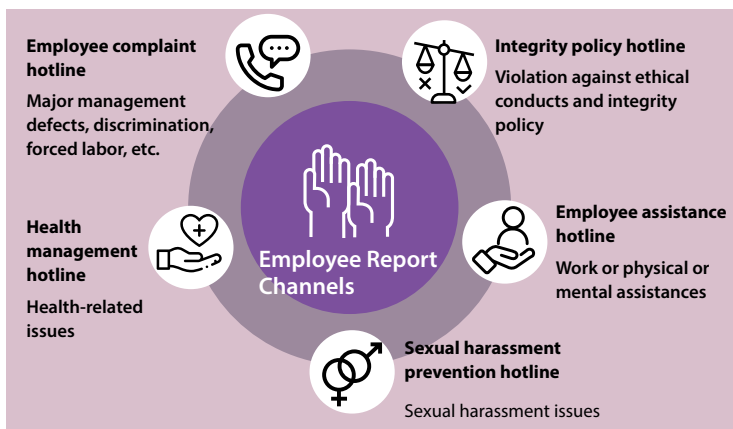 Employee complaint
hotline
Major management
defects, discrimination,
forced labor, etc.
Integrity policy hotline
Violation against ethical
conducts and integrity
policy
Health
management
hotline
Health-related
issues
Employee Report
Channels
Employee assistance
hotline
Work or physical or
mental assistances
Sexual harassment
prevention hotline
Sexual harassment issues